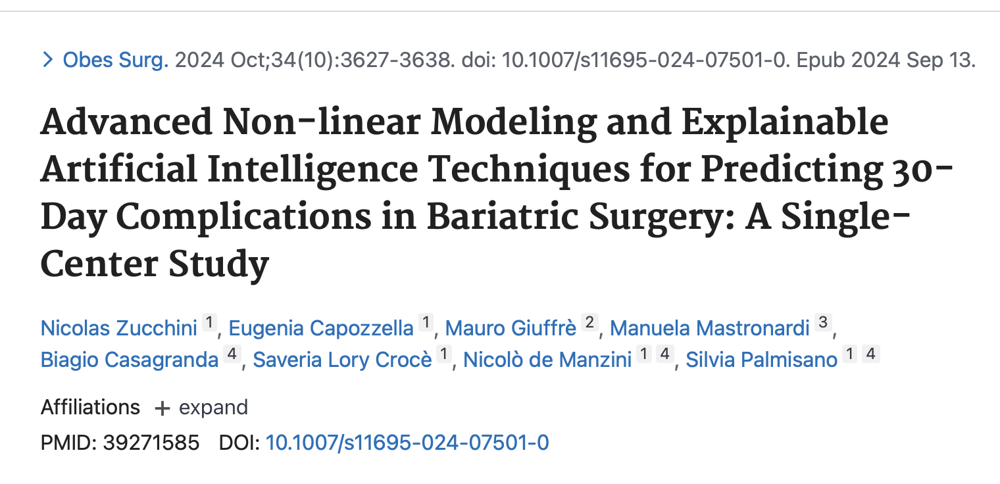 > Obes Surg. 2024 Oct;34(10):3627-3638. doi: 10.1007/s11695-024-07501-0. Epub 2024 Sep 13.
Advanced Non-linear Modeling and Explainable
Artificial Intelligence Techniques for Predicting 30-
Day Complications in Bariatric Surgery: A Single-
Center Study
Nicolas Zucchini 1, Eugenia Capozzella 1, Mauro Giuffrè 2, Manuela Mastronardi 3,
Biagio Casagranda 4, Saveria Lory Crocè 1, Nicolò de Manzini 1 4, Silvia Palmisano 1 4
Affiliations + expand
PMID: 39271585 DOI: 10.1007/s11695-024-07501-0